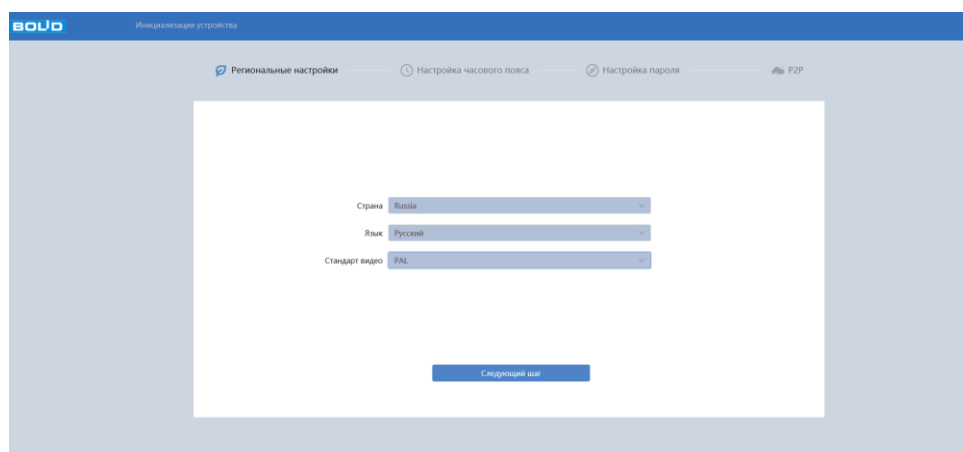 BOLID Инициализация устройства
Региональные настройки Настройка часового пояса Настройка пароля P2P
Страна Russia
Язык Русский
Стандарт видео PAL
Следующий шаг